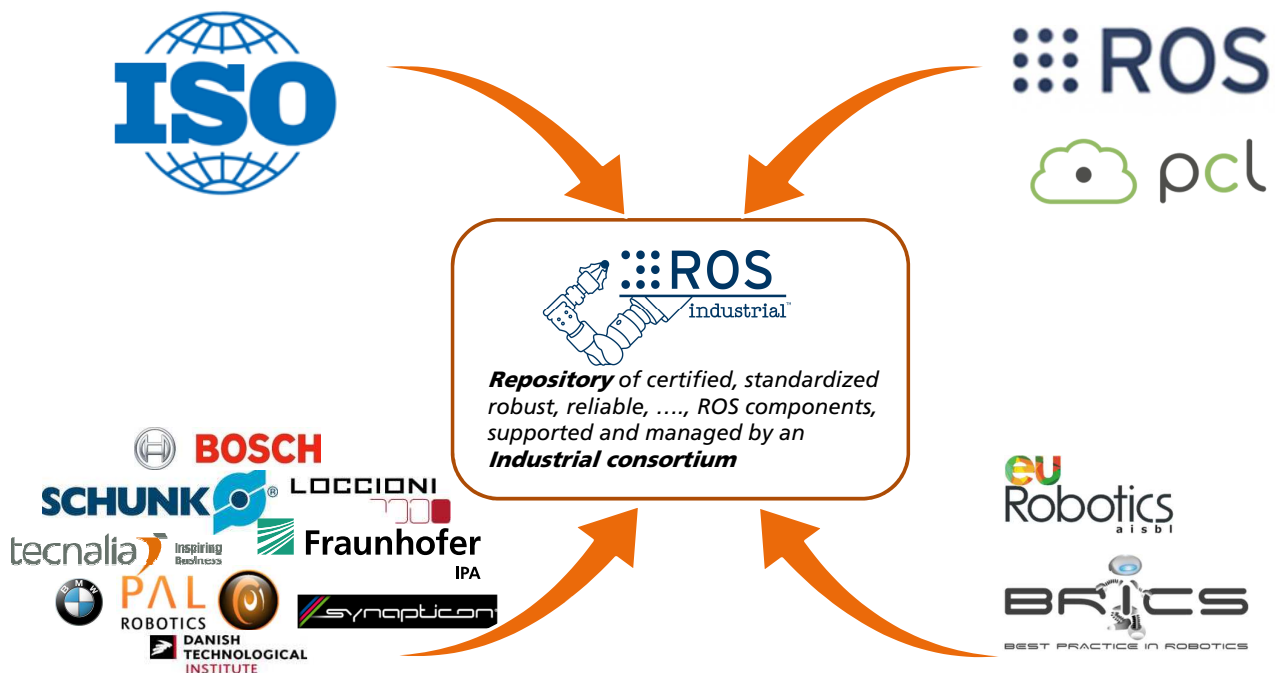 ISO
ROS
pcl
ROS
industrial™
Repository of certified, standardized
robust, reliable, …., ROS components,
supported and managed by an
Industrial consortium
BOSCH
SCHUNK ®
LOCCIONI
tecnalia Inspiring
Business
Fraunhofer
IPA
BMW
PAL
ROBOTICS
synapticon
DANISH
TECHNOLOGICAL
INSTITUTE
eu
Robotics
aisbl
BRICS
BEST PRACTICE IN ROBOTICS